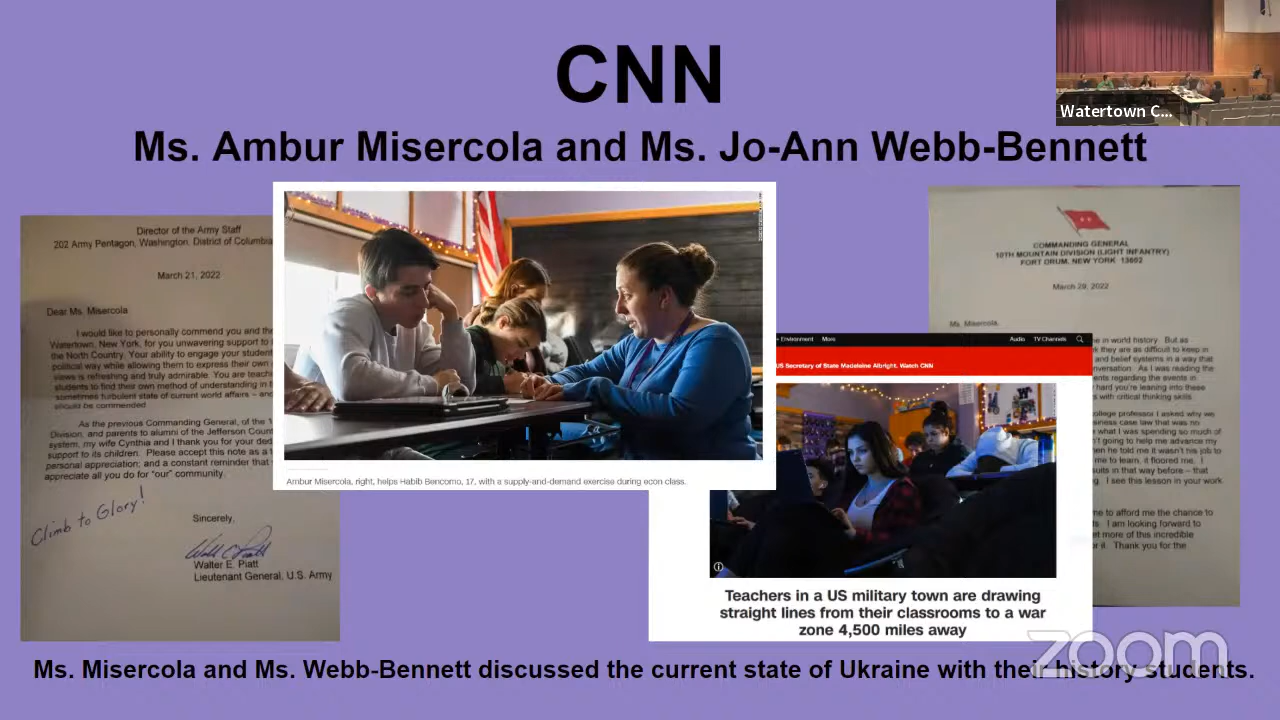 CNN
Ms. Ambur Misercola and Ms. Jo-Ann Webb-Bennett
Watertown C...
Director of the Army Staff
202 Army Pentagon, Washington, District of Columbia
March 21, 2022
Dear Ms. Misercola
I would like to personally commend you and the
Watertown, New York, for you unwavering support to
the North Country. Your ability to engage your student
political way while allowing them to express their own
views is refreshing and truly admirable. You are teac
students to find their own method of understanding in
sometimes turbulent state of current world affairs – and
should be commended
As the previous Commanding General, of the 1
Division, and parents to alumni of the Jefferson Count
system, my wife Cynthia and I thank you for your ded
support to its children. Please accept this note as a
personal appreciation; and a constant reminder that
appreciate all you do for "our" community.
Climb to Glory!
Sincerely,
Walter E. Piatt
Lieutenant General, U.S. Army
Ambur Misercola, right, helps Habib Bencomo, 17, with a supply-and-demand exercise during econ class.
COMMANDING GENERAL
10TH MOUNTAIN DIVISION (LIGHT INFANTRY)
FORT DRUM, NEW YORK 13602
March 29, 2022
Ms. Misercola,
e in world history. But as
k they are as difficult to keep in
and belief systems in a way that
nversation. As I was reading the
ents regarding the events in
hard you're leaning into these
s with critical thinking skills.
ollege professor I asked why we
usiness case law that was no
what I was spending so much of
't going to help me advance my
en he told me it wasn't his job to
me to learn, it floored me. I
suits in that way before – that
g. I see this lesson in your work
me to afford me the chance to
ts. I am looking forward to
et more of this incredible
or it. Thank you for the
Environment More Audio TV Channels
US Secretary of State Madeleine Albright. Watch CNN
Teachers in a US military town are drawing
straight lines from their classrooms to a war
zone 4,500 miles away
zoom
Ms. Misercola and Ms. Webb-Bennett discussed the current state of Ukraine with their history students.